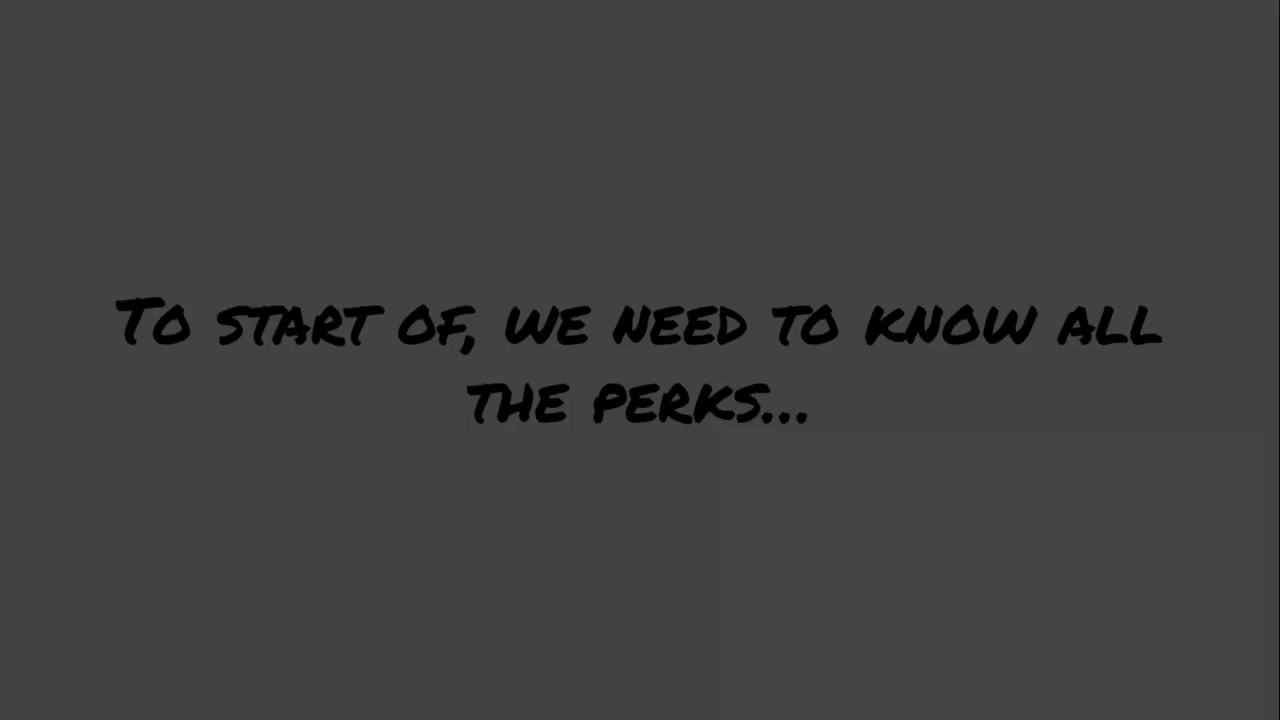 To start of, we need to know all
the perks...